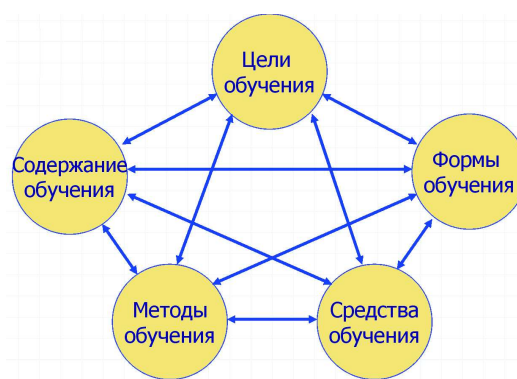 Цели
обучения
Содержание
обучения
Формы
обучения
Методы
обучения
Средства
обучения